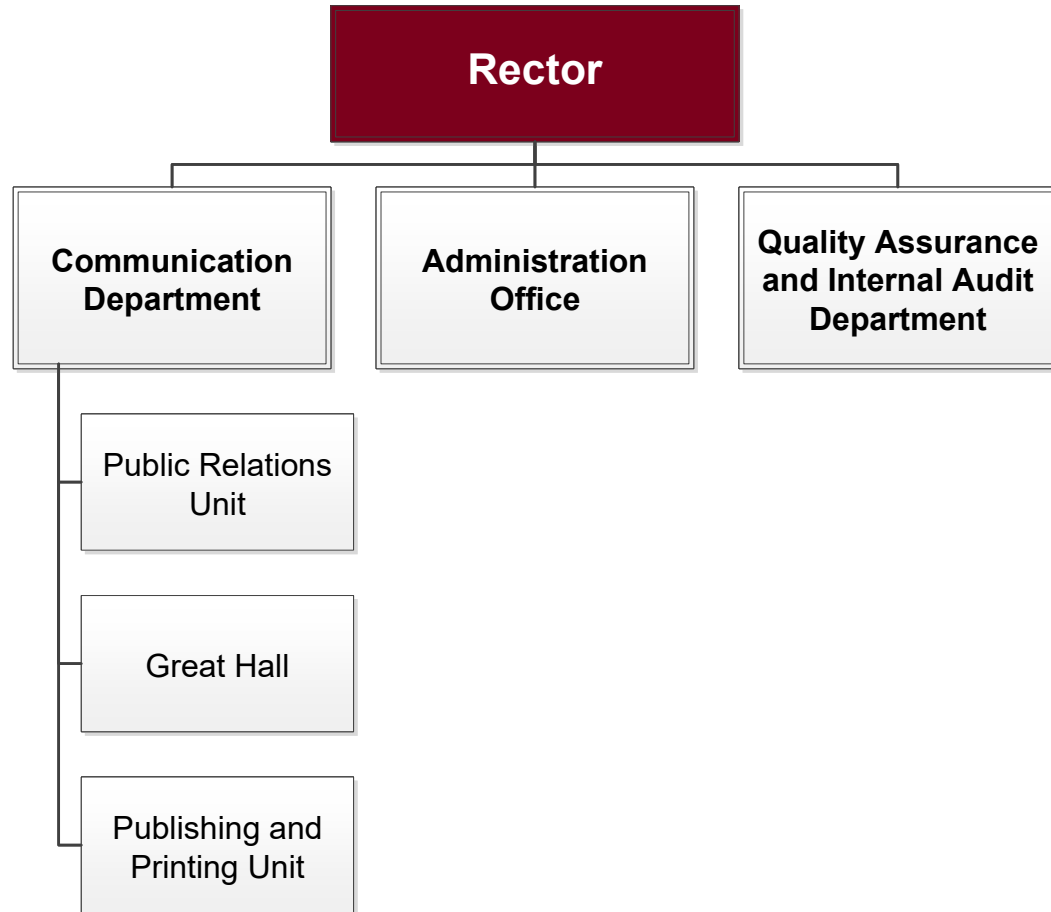 Rector
Communication
Department
Administration
Office
Quality Assurance
and Internal Audit
Department
Public Relations
Unit
Great Hall
Publishing and
Printing Unit